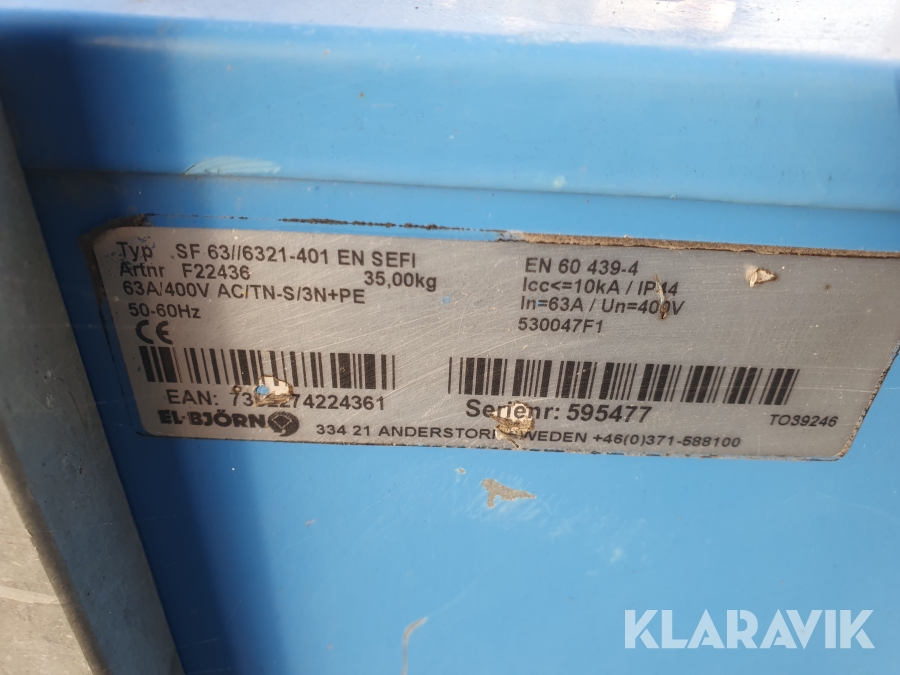 Typ SF 63//6321-401 EN SEFI
Artnr F22436 35,00kg
63A/400V AC/TN-S/3N+PE
50-60Hz
CE
EAN: 74224361
EL-BJÖRN
EN 60 439-4
Icc<=10kA / IP44
In=63A / Un=400V
530047F1
Serienr: 595477
TO39246
334 21 ANDERSTORP SWEDEN +46(0)371-588100
KLARAVIK